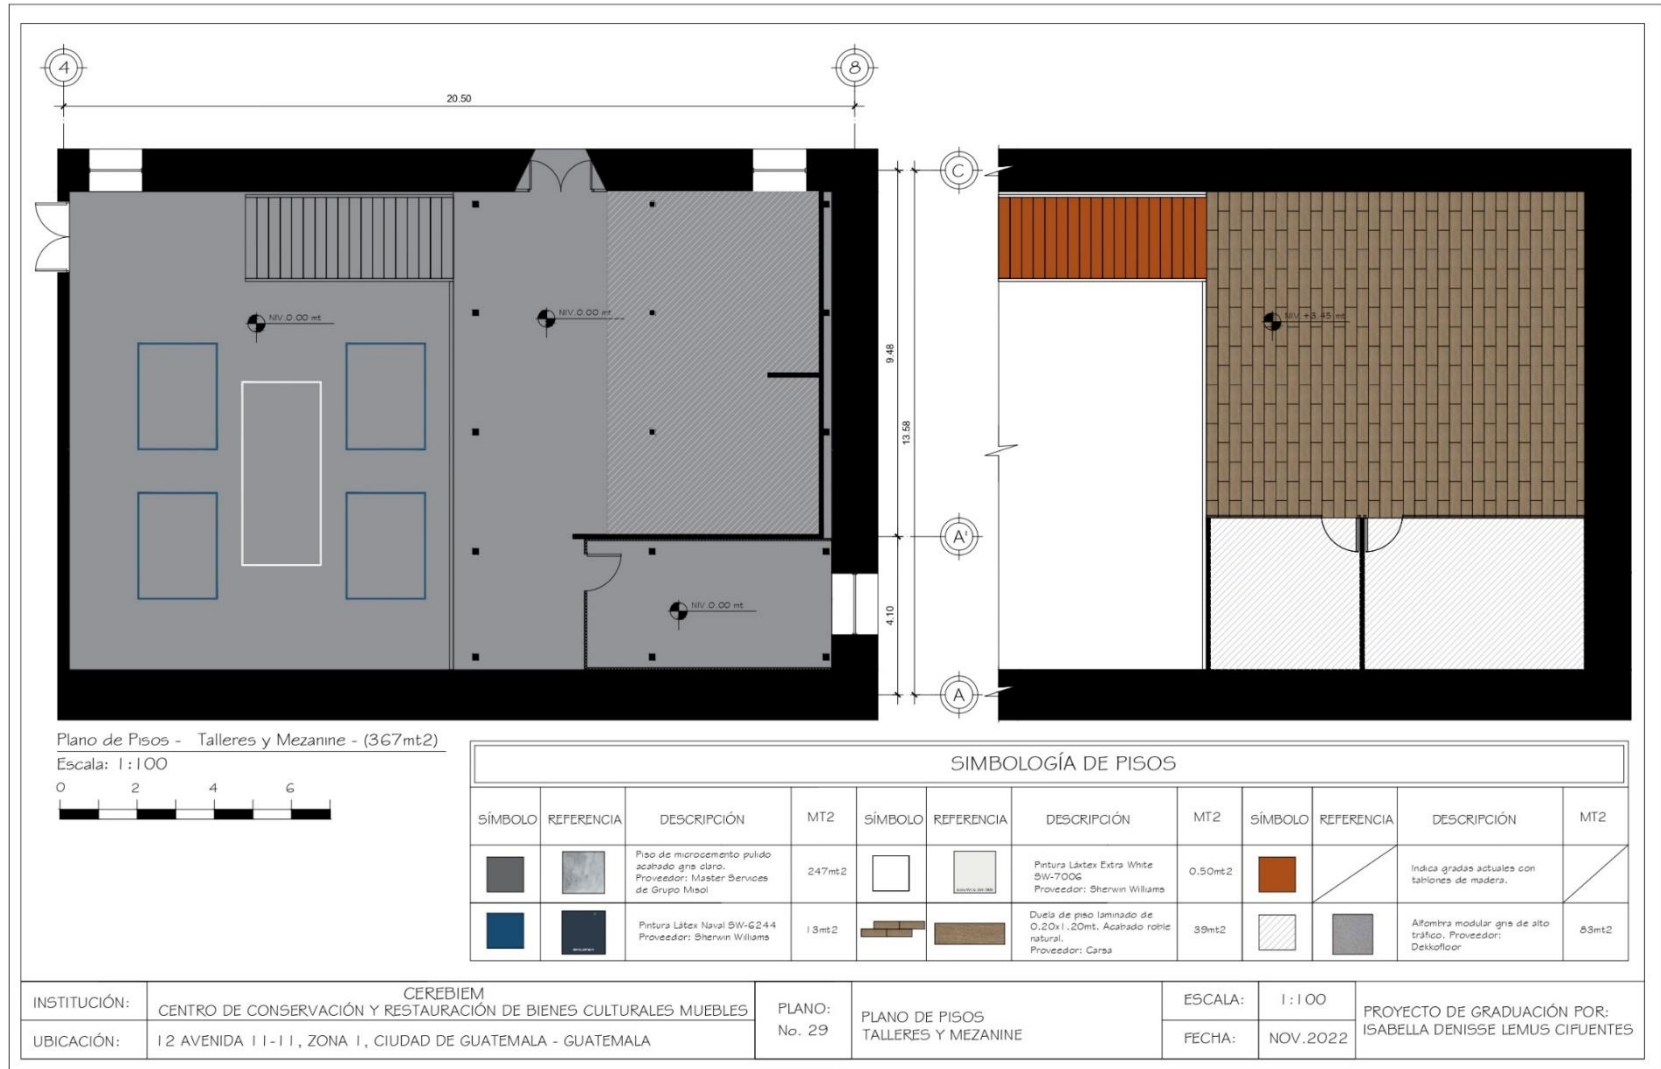 4
8
20.50
C
NIV.0.00 mt
NIV.0.00 mt
NIV.+3.45 mt
9.48
13.58
A'
NIV.0.00 mt
4.10
A
Plano de Pisos - Talleres y Mezanine - (367mt2)
Escala: 1:100
0 2 4 6
SIMBOLOGÍA DE PISOS
SÍMBOLO REFERENCIA DESCRIPCIÓN MT2 SÍMBOLO REFERENCIA DESCRIPCIÓN MT2 SÍMBOLO REFERENCIA DESCRIPCIÓN MT2
Piso de microcemento pulido
acabado gris claro.
Proveedor: Master Services
de Grupo Misol
247mt2
Pintura Láxtex Extra White
SW-7006
Proveedor: Sherwin Williams
0.50mt2
Indica gradas actuales con
tablones de madera.
Pintura Látex Naval SW-6244
Proveedor: Sherwin Williams
13mt2
Duela de piso laminado de
0.20x1.20mt. Acabado roble
natural.
Proveedor: Carsa
39mt2
Alfombra modular gris de alto
tráfico. Proveedor:
Dekkofloor
83mt2
INSTITUCIÓN:
CEREBIEM
CENTRO DE CONSERVACIÓN Y RESTAURACIÓN DE BIENES CULTURALES MUEBLES
UBICACIÓN:
12 AVENIDA 11-11, ZONA 1, CIUDAD DE GUATEMALA - GUATEMALA
PLANO:
No. 29
PLANO DE PISOS
TALLERES Y MEZANINE
ESCALA: 1:100
FECHA: NOV.2022
PROYECTO DE GRADUACIÓN POR:
ISABELLA DENISSE LEMUS CIFUENTES